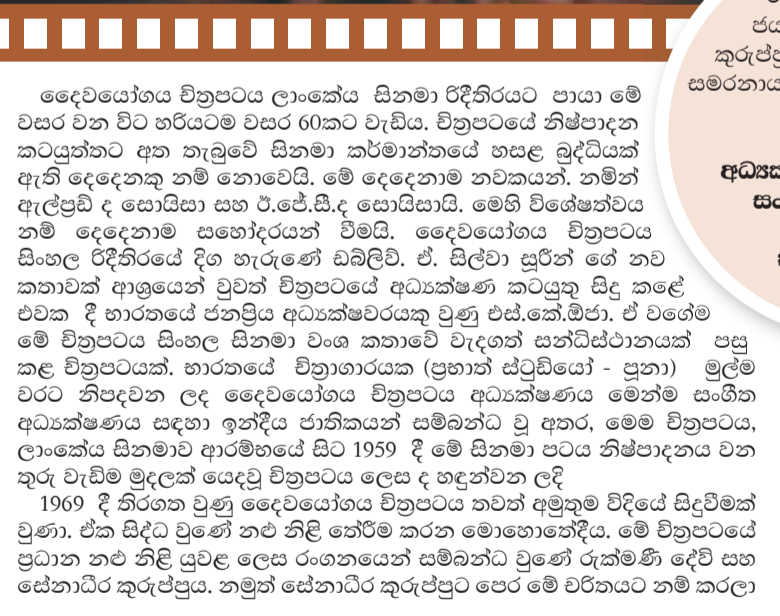 දෛවයෝගය චිත්‍රපටය ලාංකේය සිනමා රිදීතිරයට පායා මේ
වසර වන විට හරියටම වසර 60කට වැඩිය. චිත්‍රපටයේ නිෂ්පාදන
කටයුත්තට අත තැබුවේ සිනමා කර්මාන්තයේ හසළ බුද්ධියක්
ඇති දෙදෙනකු නම් නොවෙයි. මේ දෙදෙනාම නවකයන්. නමින්
ඇල්ප්‍රඩ් ද සොයිසා සහ ඊ.ජේ.සී.ද සොයිසායි. මෙහි විශේෂත්වය
නම් දෙදෙනාම සහෝදරයන් වීමයි. දෛවයෝගය චිත්‍රපටය
සිංහල රිදීතිරයේ දිග හැරුණේ ඩබ්ලිව්. ඒ. සිල්වා සූරීන් ගේ නව
කතාවක් ආශ්‍රයෙන් වුවත් චිත්‍රපටයේ අධ්‍යක්ෂණ කටයුතු සිදු කළේ
එවක දී භාරතයේ ජනප්‍රිය අධ්‍යක්ෂවරයකු වුණු එස්.කේ.ඕජා. ඒ වගේම
මේ චිත්‍රපටය සිංහල සිනමා වංශ කතාවේ වැදගත් සන්ධිස්ථානයක් පසු
කළ චිත්‍රපටයක්. භාරතයේ චිත්‍රාගාරයක (ප්‍රභාත් ස්ටුඩියෝ - පූනා) මුල්ම
වරට නිපදවන ලද දෛවයෝගය චිත්‍රපටය අධ්‍යක්ෂණය මෙන්ම සංගීත
අධ්‍යක්ෂණය සඳහා ඉන්දීය ජාතිකයන් සම්බන්ධ වූ අතර, මෙම චිත්‍රපටය,
ලාංකේය සිනමාව ආරම්භයේ සිට 1959 දී මේ සිනමා පටය නිෂ්පාදනය වන
තුරු වැඩිම මුදලක් යෙදවූ චිත්‍රපටය ලෙස ද හඳුන්වන ලදි
1969 දී තිරගත වුණු දෛවයෝගය චිත්‍රපටය තවත් අමුතුම විදියේ සිදුවීමක්
වුණා. ඒක සිද්ධ වුණේ නළු නිළි තේරීම කරන මොහොතේදීය. මේ චිත්‍රපටයේ
ප්‍රධාන නළු නිළි යුවළ ලෙස රංගනයෙන් සම්බන්ධ වුණේ රුක්මණී දේවි සහ
සේනාධීර කුරුප්පුය. නමුත් සේනාධීර කුරුප්පුට පෙර මේ චරිතයට නම් කරලා